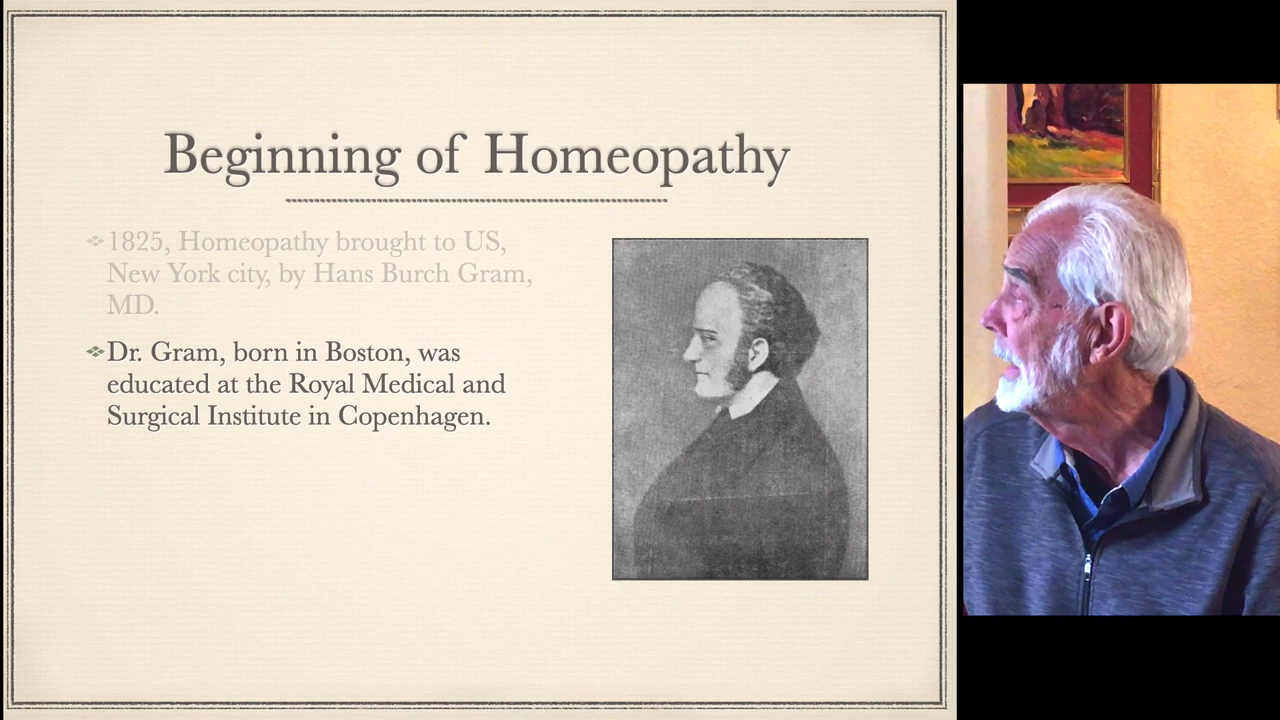 Beginning of Homeopathy
1825, Homeopathy brought to US,
New York city, by Hans Burch Gram,
MD.
Dr. Gram, born in Boston, was
educated at the Royal Medical and
Surgical Institute in Copenhagen.